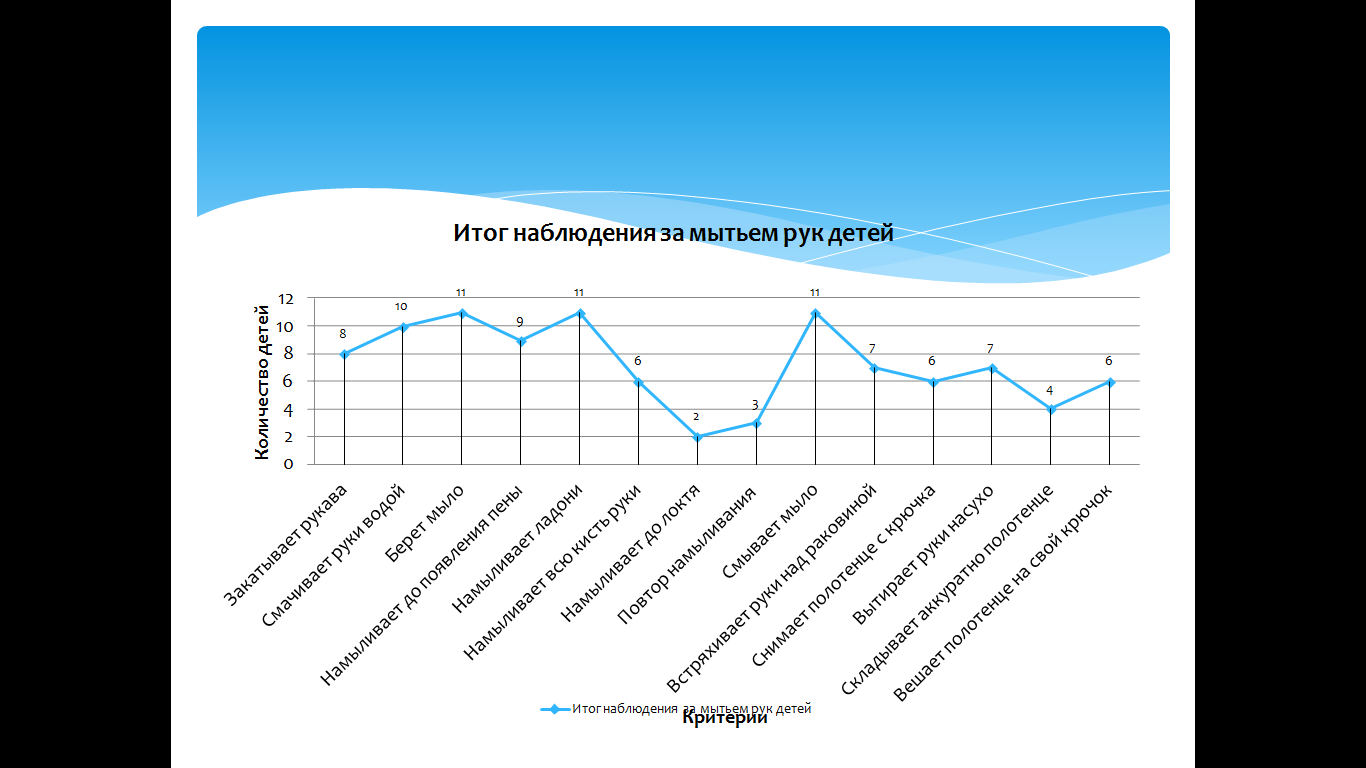 Итог наблюдения за мытьем рук детей
Количество детей
12
10
8
6
4
2
0
8
10
11
9
11
6
2
3
11
7
6
7
4
6
Закатывает рукава
Смачивает руки водой
Берет мыло
Намыливает до появления пены
Намыливает ладони
Намыливает всю кисть руки
Намыливает до локтя
Повтор намыливания
Смывает мыло
Встряхивает руки над раковиной
Снимает полотенце с крючка
Вытирает руки насухо
Складывает аккуратно полотенце
Вешает полотенце на свой крючок
Итог наблюдения за мытьем рук детей
Критерии